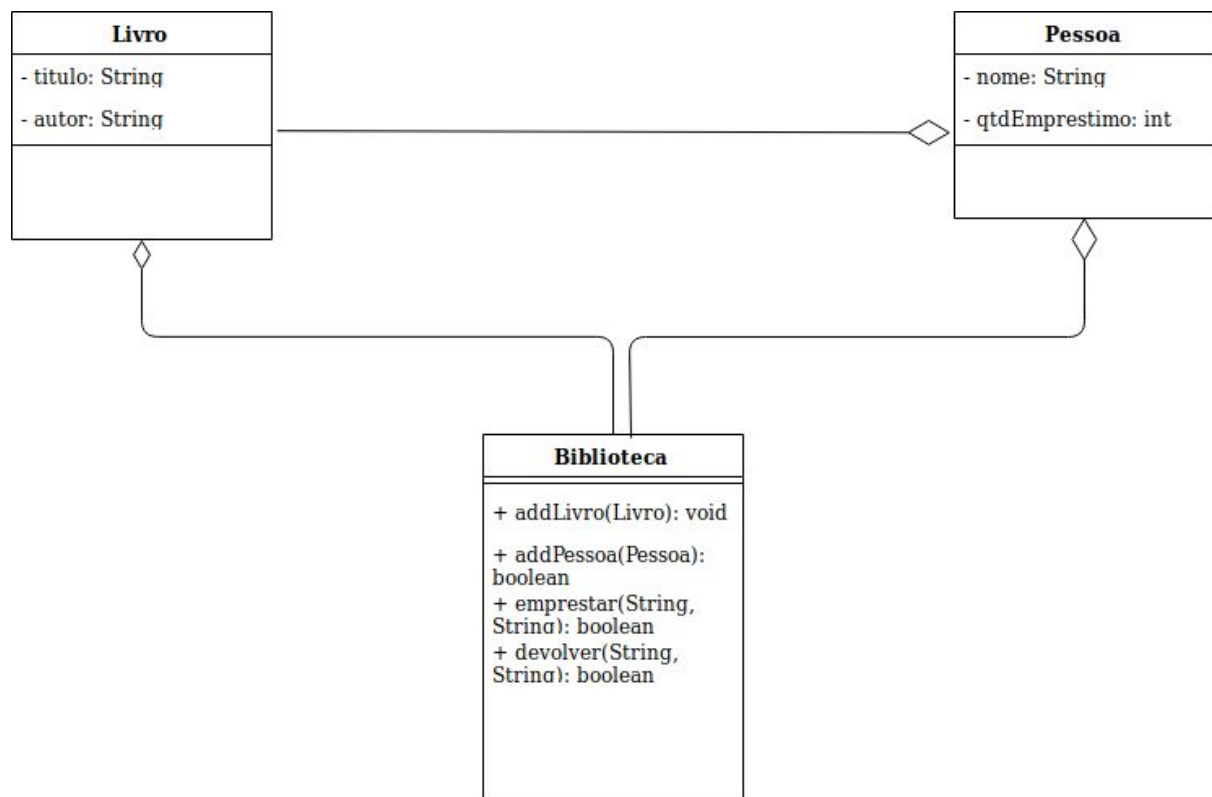 Livro
- titulo: String
- autor: String
Pessoa
- nome: String
- qtdEmprestimo: int
Biblioteca
+ addLivro(Livro): void
+ addPessoa(Pessoa):
boolean
+ emprestar(String,
String): boolean
+ devolver(String,
String): boolean